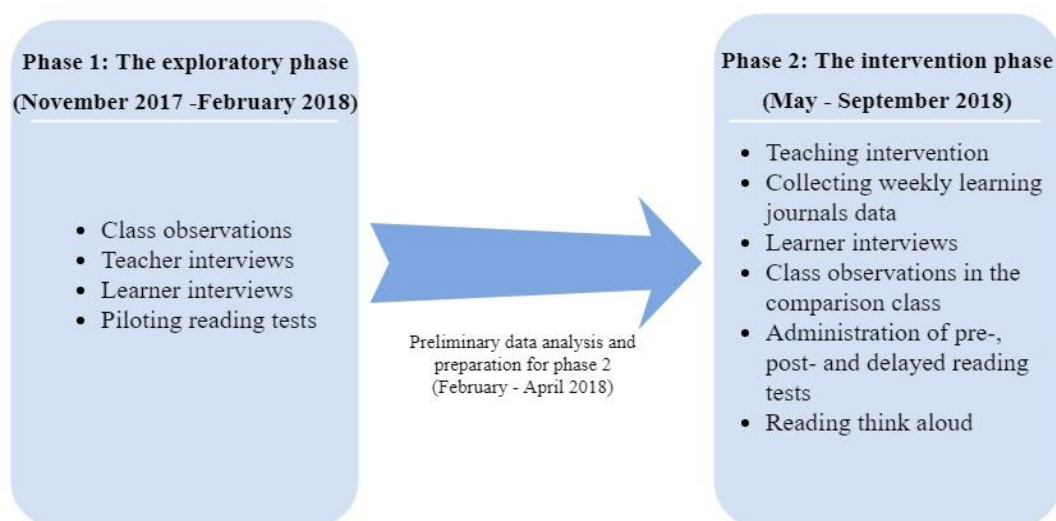 Phase 1: The exploratory phase
(November 2017 -February 2018)
• Class observations
• Teacher interviews
• Learner interviews
• Piloting reading tests
Preliminary data analysis and
preparation for phase 2
(February - April 2018)
Phase 2: The intervention phase
(May - September 2018)
• Teaching intervention
• Collecting weekly learning
journals data
• Learner interviews
• Class observations in the
comparison class
• Administration of pre-,
post- and delayed reading
tests
• Reading think aloud